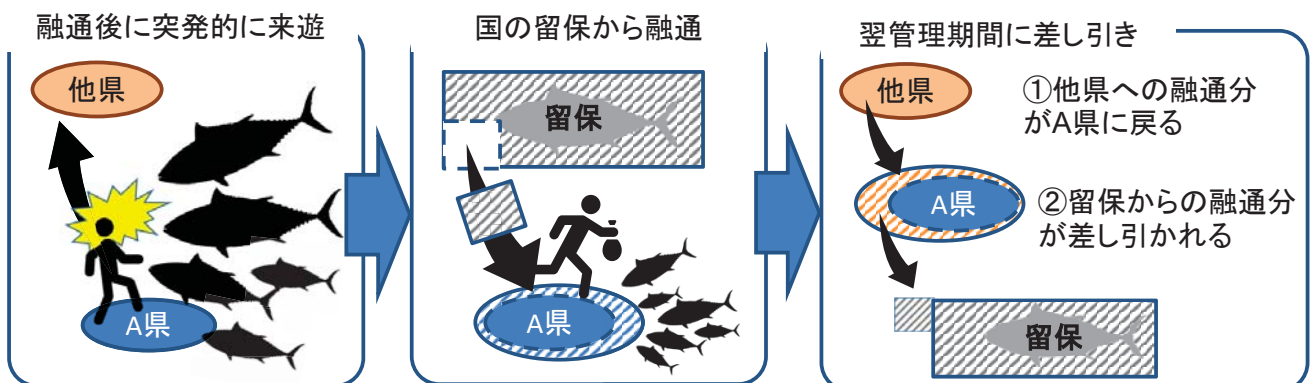 融通後に突発的に来遊
他県
A県
国の留保から融通
留保
A県
翌管理期間に差し引き
他県
①他県への融通分
がA県に戻る
A県
②留保からの融通分
が差し引かれる
留保